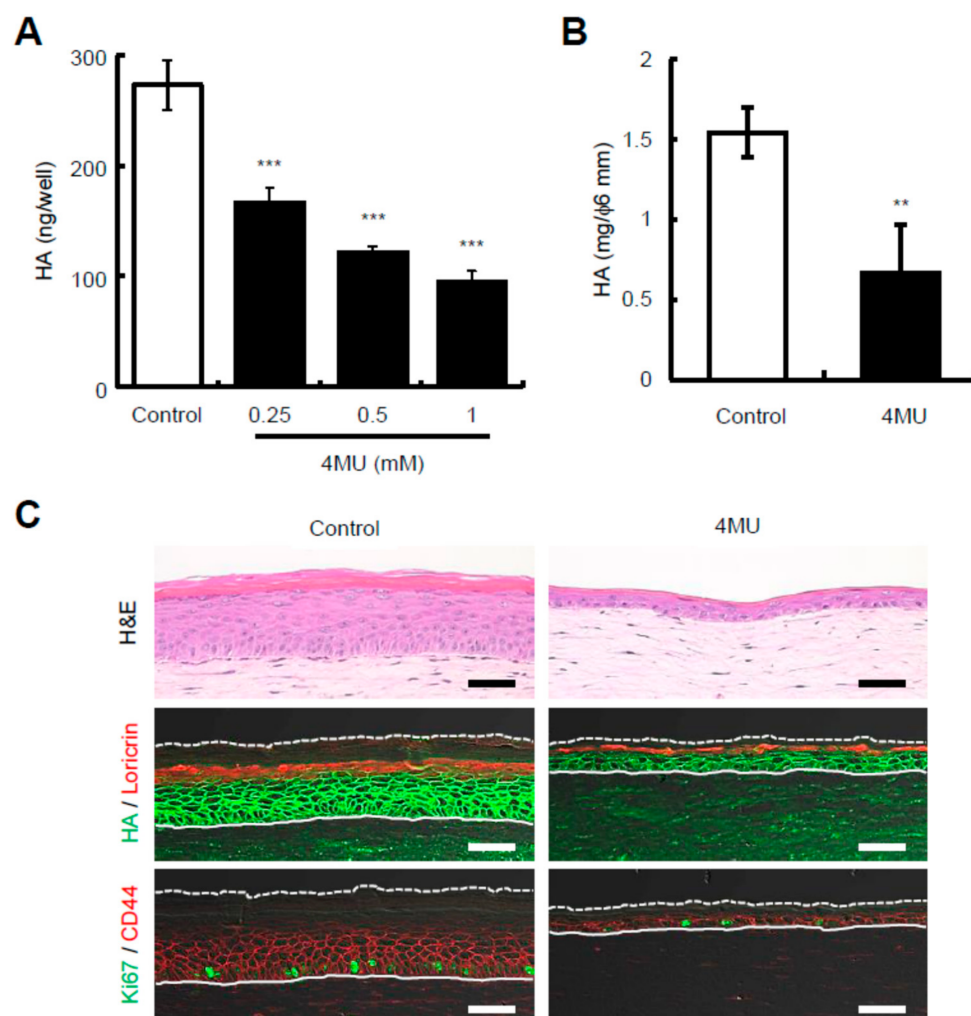 A
HA (ng/well)
300
200
100
0
***
***
***
Control
0.25
0.5
1
4MU (mM)
B
HA (mg/ϕ6 mm)
2
1.5
1
0.5
0
**
Control
4MU
C
Control
4MU
H&E
HA / Loricrin
Ki67 / CD44